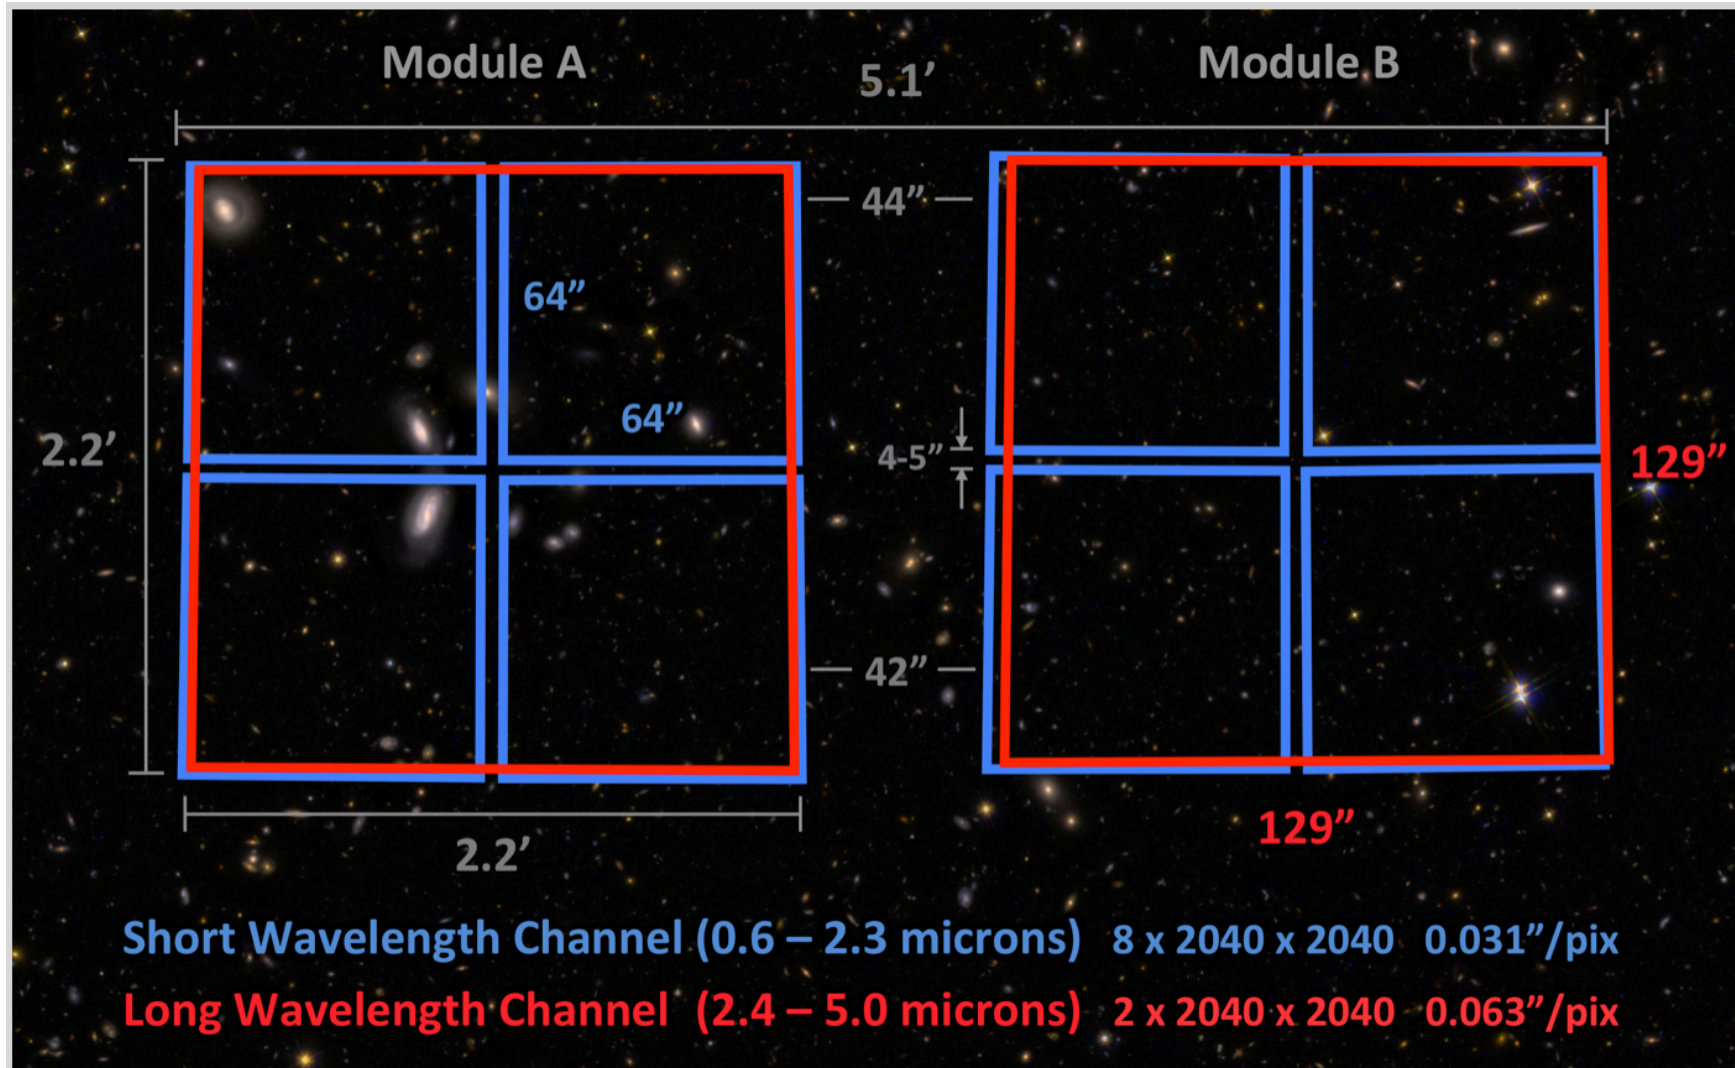 Module A
Module B
5.1’
44”
64”
64”
2.2’
4-5”
129”
42”
129”
2.2’
Short Wavelength Channel (0.6 – 2.3 microns) 8 x 2040 x 2040 0.031”/pix
Long Wavelength Channel (2.4 – 5.0 microns) 2 x 2040 x 2040 0.063”/pix